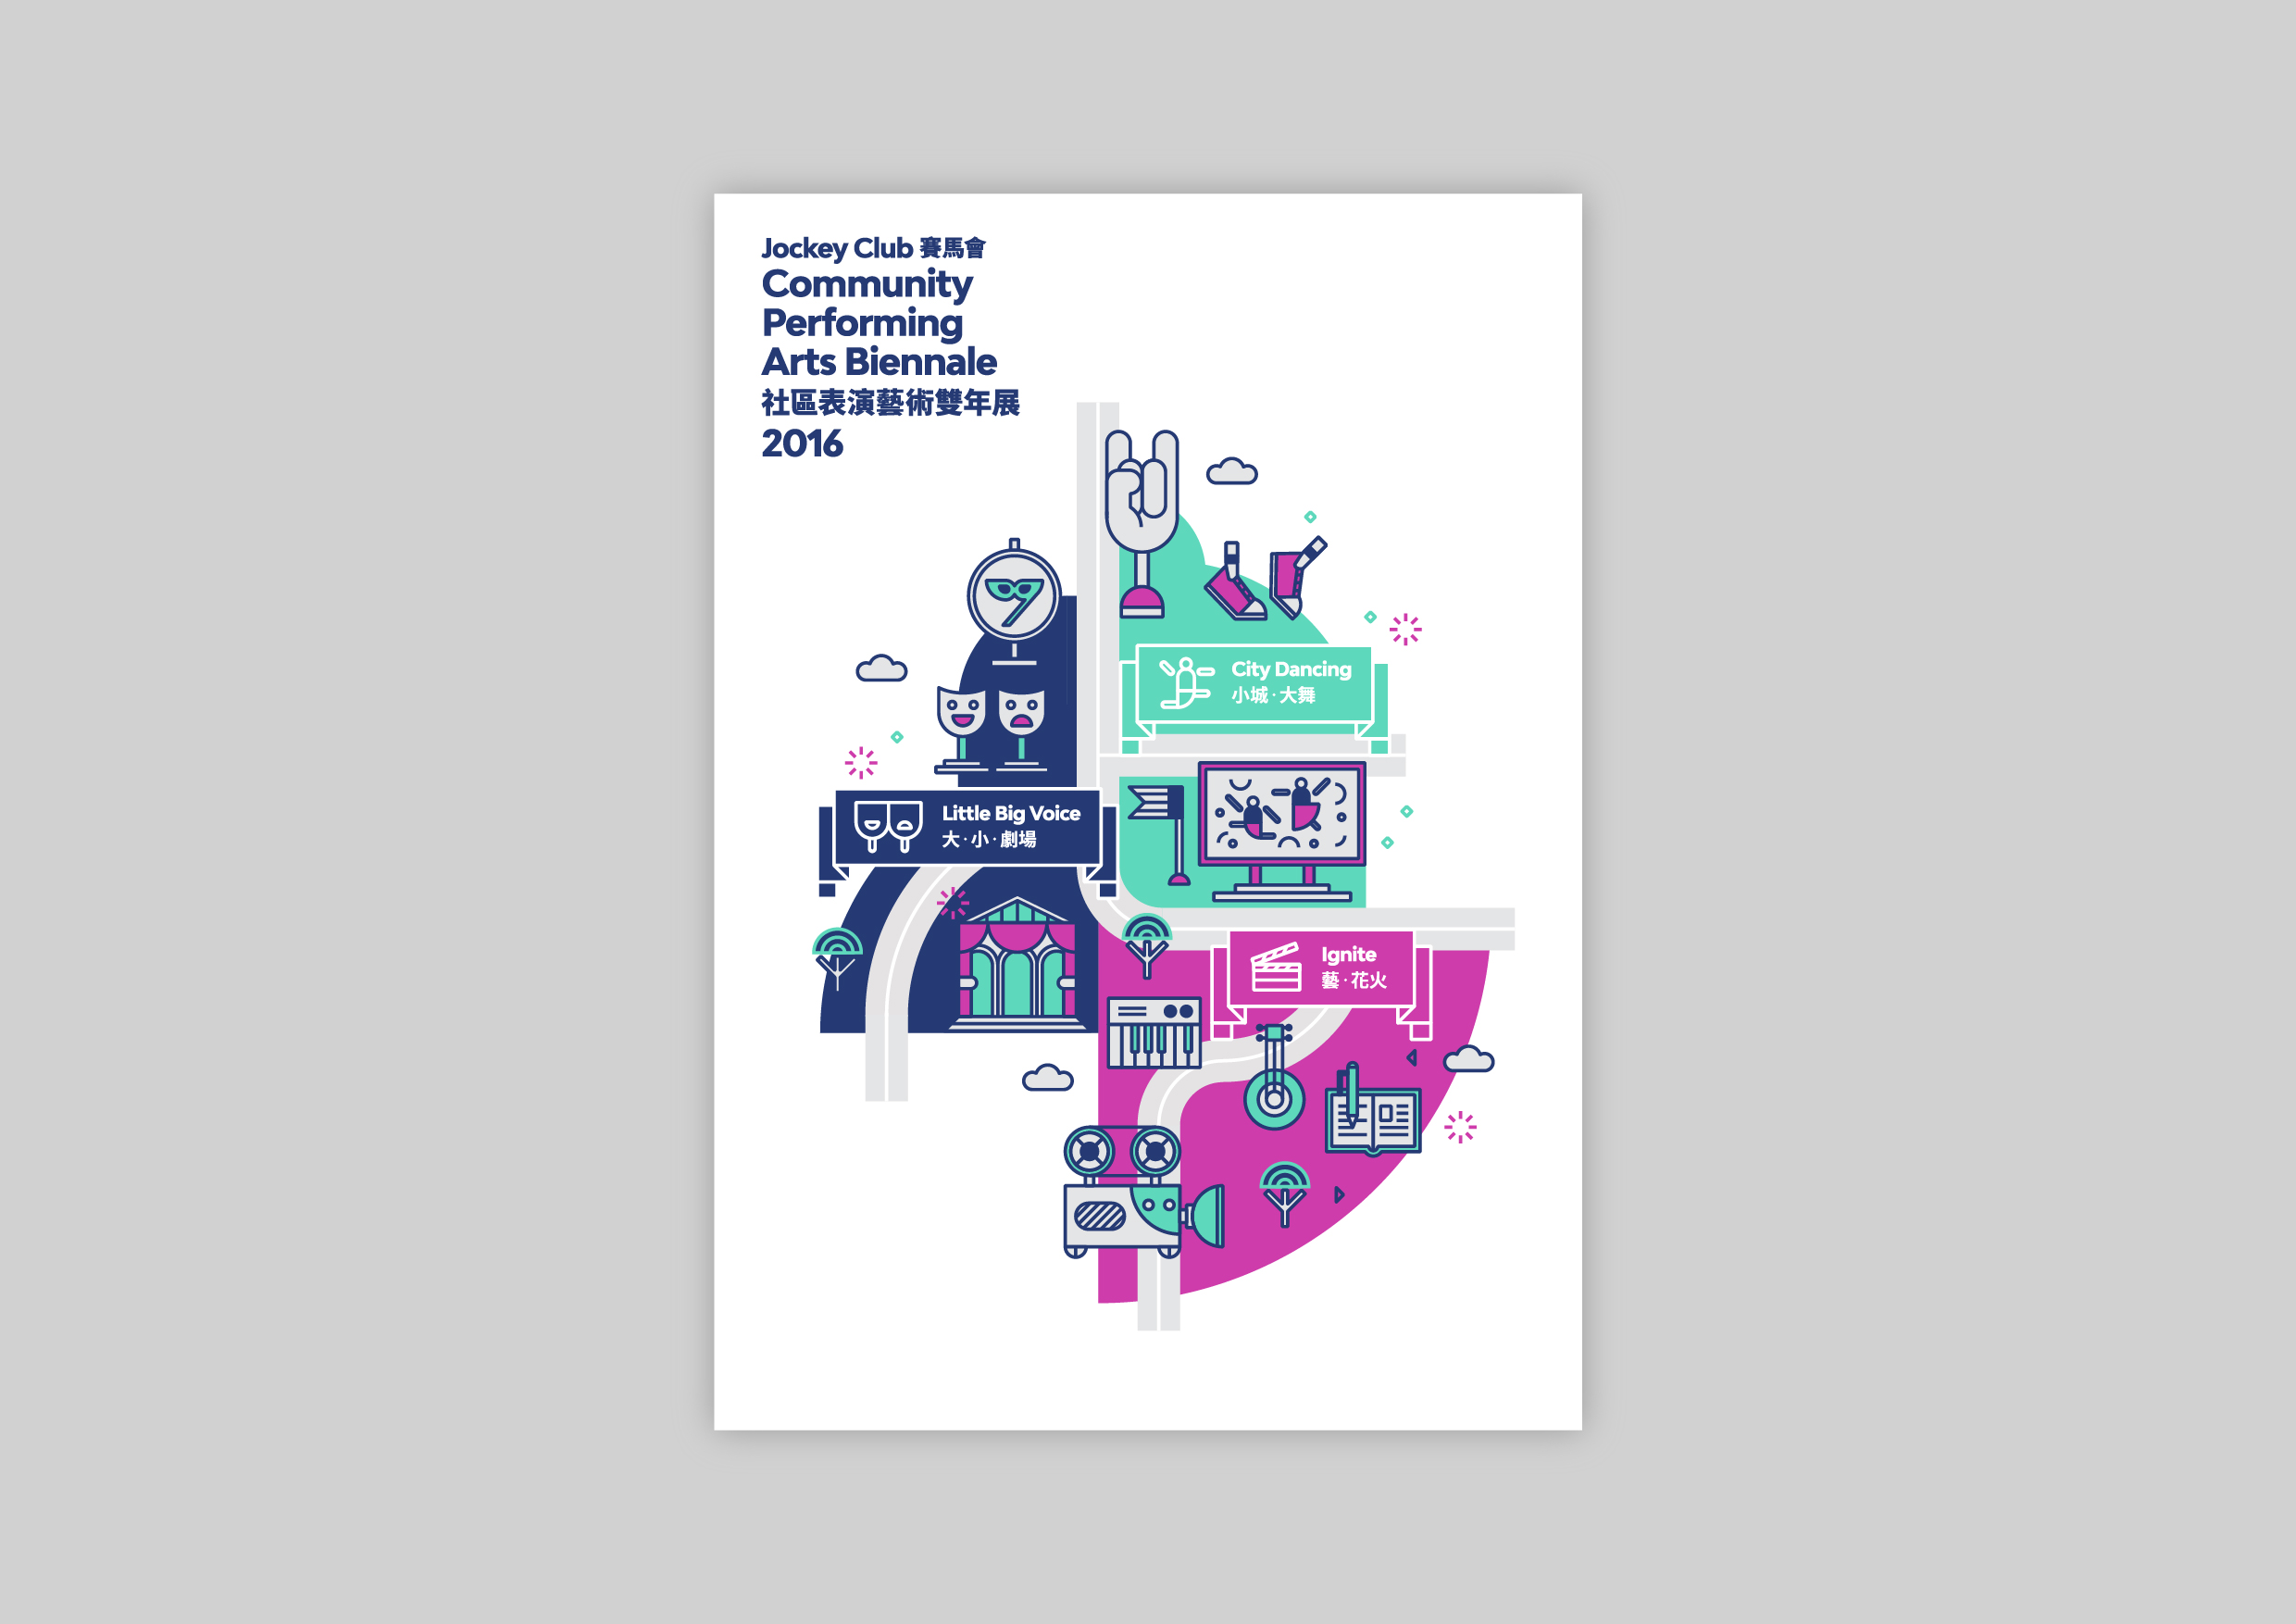 Jockey Club 賽馬會
Community
Performing
Arts Biennale
社區表演藝術雙年展
2016
City Dancing
小城·大舞
Little Big Voice
大·小·劇場
Ignite
藝·花火